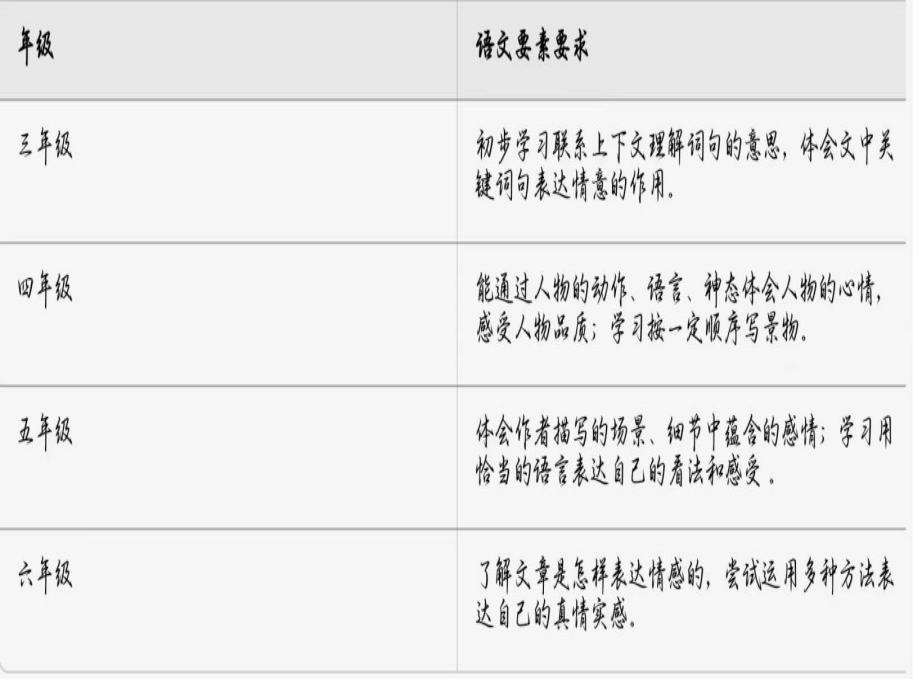 年级
语文要素要求
三年级
初步学习联系上下文理解词句的意思，体会文中关
键词句表达情意的作用。
四年级
能通过人物的动作、语言、神态体会人物的心情，
感受人物品质；学习按一定顺序写景物。
五年级
体会作者描写的场景、细节中蕴含的感情；学习用
恰当的语言表达自己的看法和感受。
六年级
了解文章是怎样表达情感的，尝试运用多种方法表
达自己的真情实感。